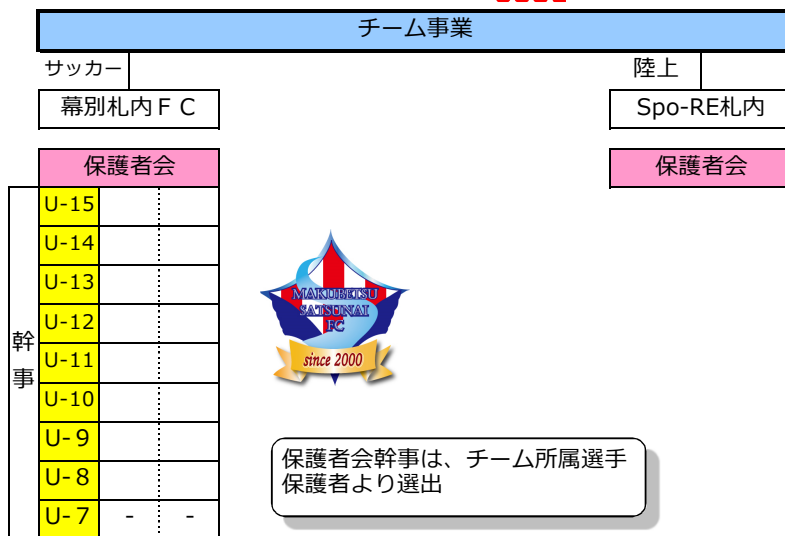 チーム事業
サッカー
陸上
幕別札内ＦＣ
Spo-RE札内
保護者会
保護者会
幹事
U-15
U-14
U-13
U-12
U-11
U-10
U-9
U-8
U-7 - -
MAKUBETSU
SATSUNAI
FC
since 2000
保護者会幹事は、チーム所属選手
保護者より選出